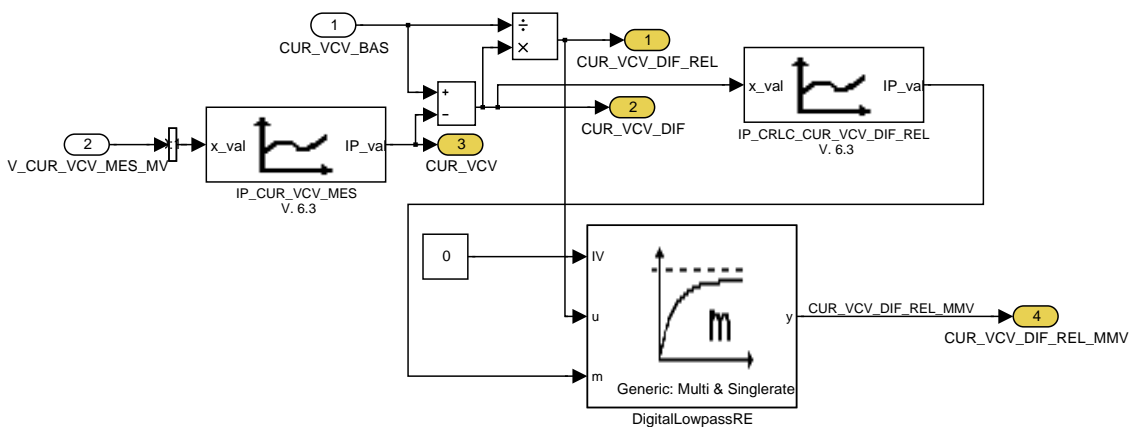 1
CUR_VCV_BAS
÷
×
1
CUR_VCV_DIF_REL
+
−
2
CUR_VCV_DIF
x_val
IP_val
IP_CRLC_CUR_VCV_DIF_REL
V. 6.3
2
V_CUR_VCV_MES_MV
x_val
IP_val
IP_CUR_VCV_MES
V. 6.3
3
CUR_VCV
0
IV
u
m
m
y
Generic: Multi & Singlerate
DigitalLowpassRE
CUR_VCV_DIF_REL_MMV
4
CUR_VCV_DIF_REL_MMV